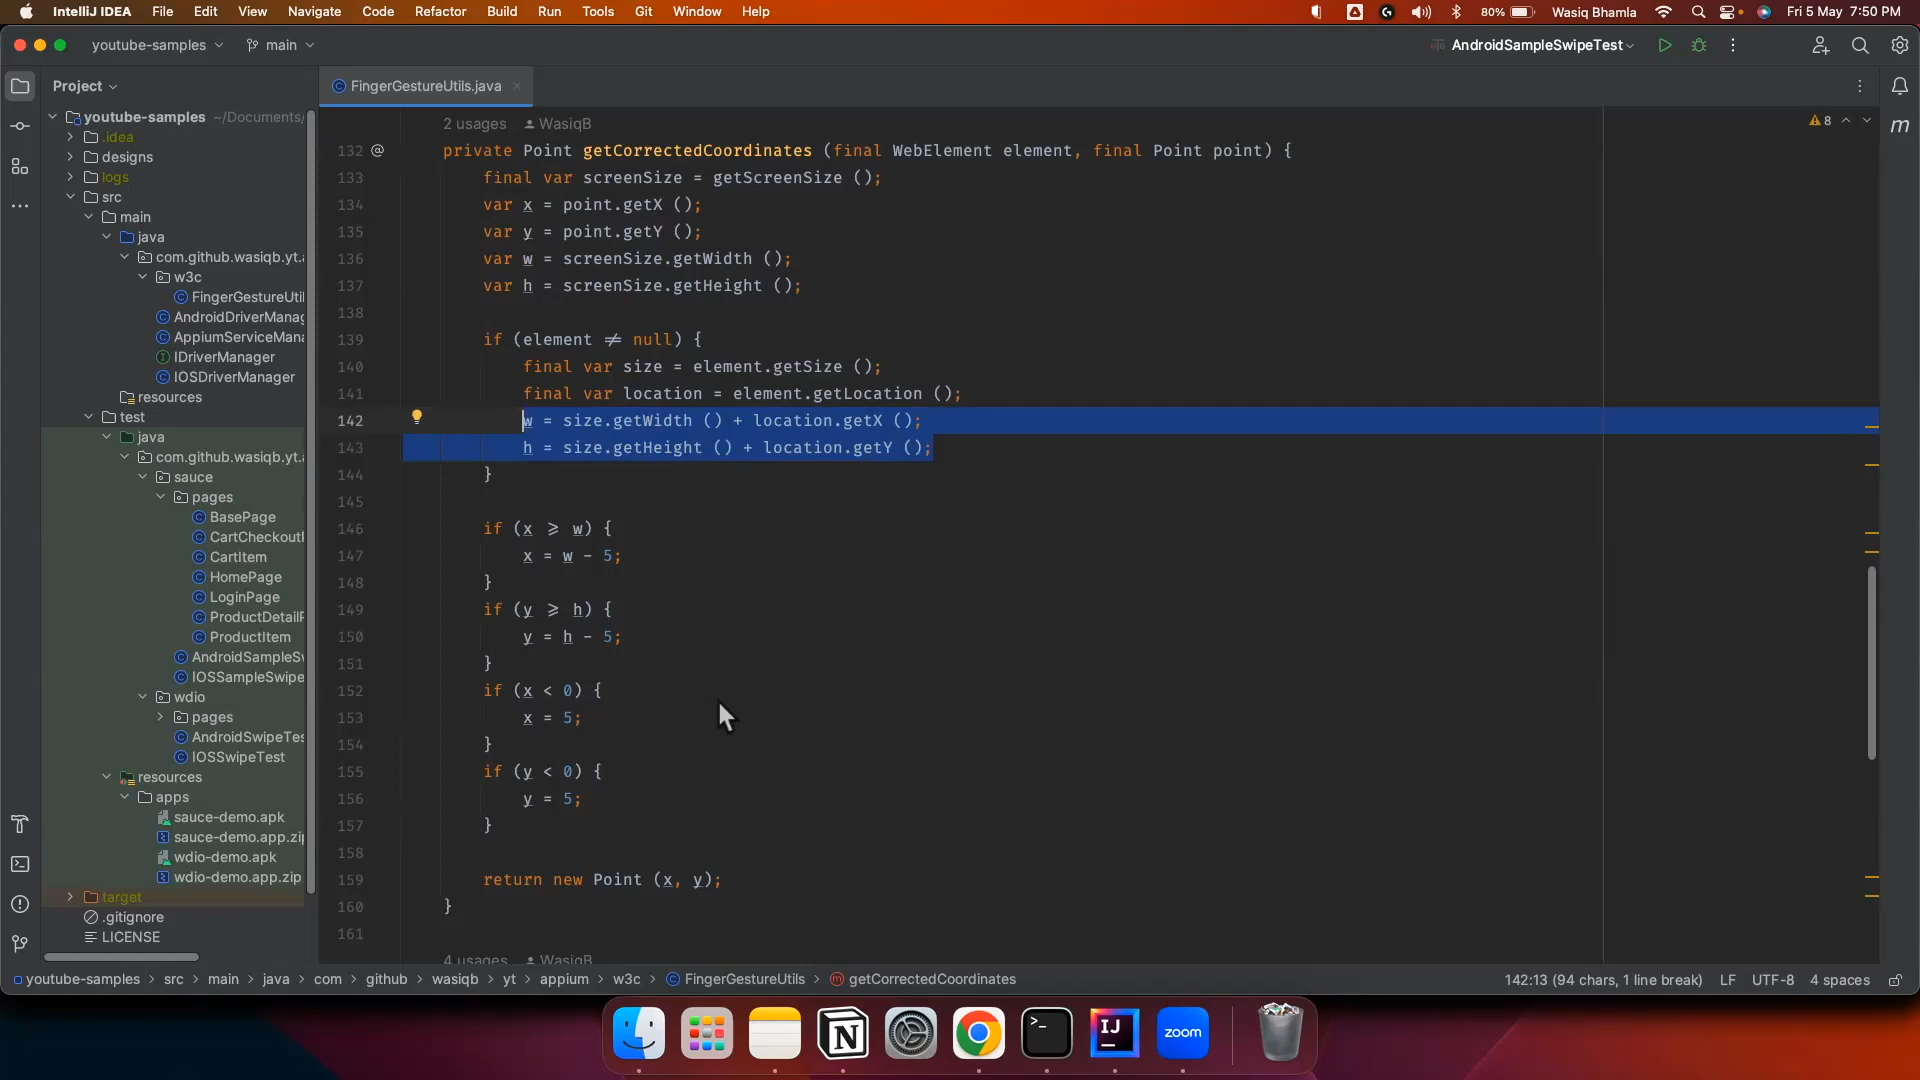 IntelliJ IDEA File Edit View Navigate Code Refactor Build Run Tools Git Window Help 80% Wasiq Bhamla Fri 5 May 7:50 PM
youtube-samples main AndroidSampleSwipeTest
Project
FingerGestureUtils.java
youtube-samples ~/Documents/
.idea
designs
logs
src
main
java
com.github.wasiqb.yt.a
w3c
FingerGestureUtil
AndroidDriverManag
AppiumServiceMana
IDriverManager
IOSDriverManager
resources
test
java
com.github.wasiqb.yt.a
sauce
pages
BasePage
CartCheckoutP
CartItem
HomePage
LoginPage
ProductDetailP
ProductItem
AndroidSampleSw
IOSSampleSwipe
wdio
pages
AndroidSwipeTes
IOSSwipeTest
resources
apps
sauce-demo.apk
sauce-demo.app.zip
wdio-demo.apk
wdio-demo.app.zip
target
.gitignore
LICENSE
2 usages WasiqB
8
132 @ private Point getCorrectedCoordinates (final WebElement element, final Point point) {
133 final var screenSize = getScreenSize ();
134 var x = point.getX ();
135 var y = point.getY ();
136 var w = screenSize.getWidth ();
137 var h = screenSize.getHeight ();
138
139 if (element ≠ null) {
140 final var size = element.getSize ();
141 final var location = element.getLocation ();
142 w = size.getWidth () + location.getX ();
143 h = size.getHeight () + location.getY ();
144 }
145
146 if (x ⩾ w) {
147 x = w - 5;
148 }
149 if (y ⩾ h) {
150 y = h - 5;
151 }
152 if (x < 0) {
153 x = 5;
154 }
155 if (y < 0) {
156 y = 5;
157 }
158
159 return new Point (x, y);
160 }
161
4 usages WasiqB
m
youtube-samples > src > main > java > com > github > wasiqb > yt > appium > w3c > FingerGestureUtils > getCorrectedCoordinates 142:13 (94 chars, 1 line break) LF UTF-8 4 spaces
N
IJ
zoom